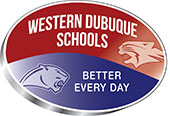 WESTERN DUBUQUE
SCHOOLS
BETTER
EVERY DAY